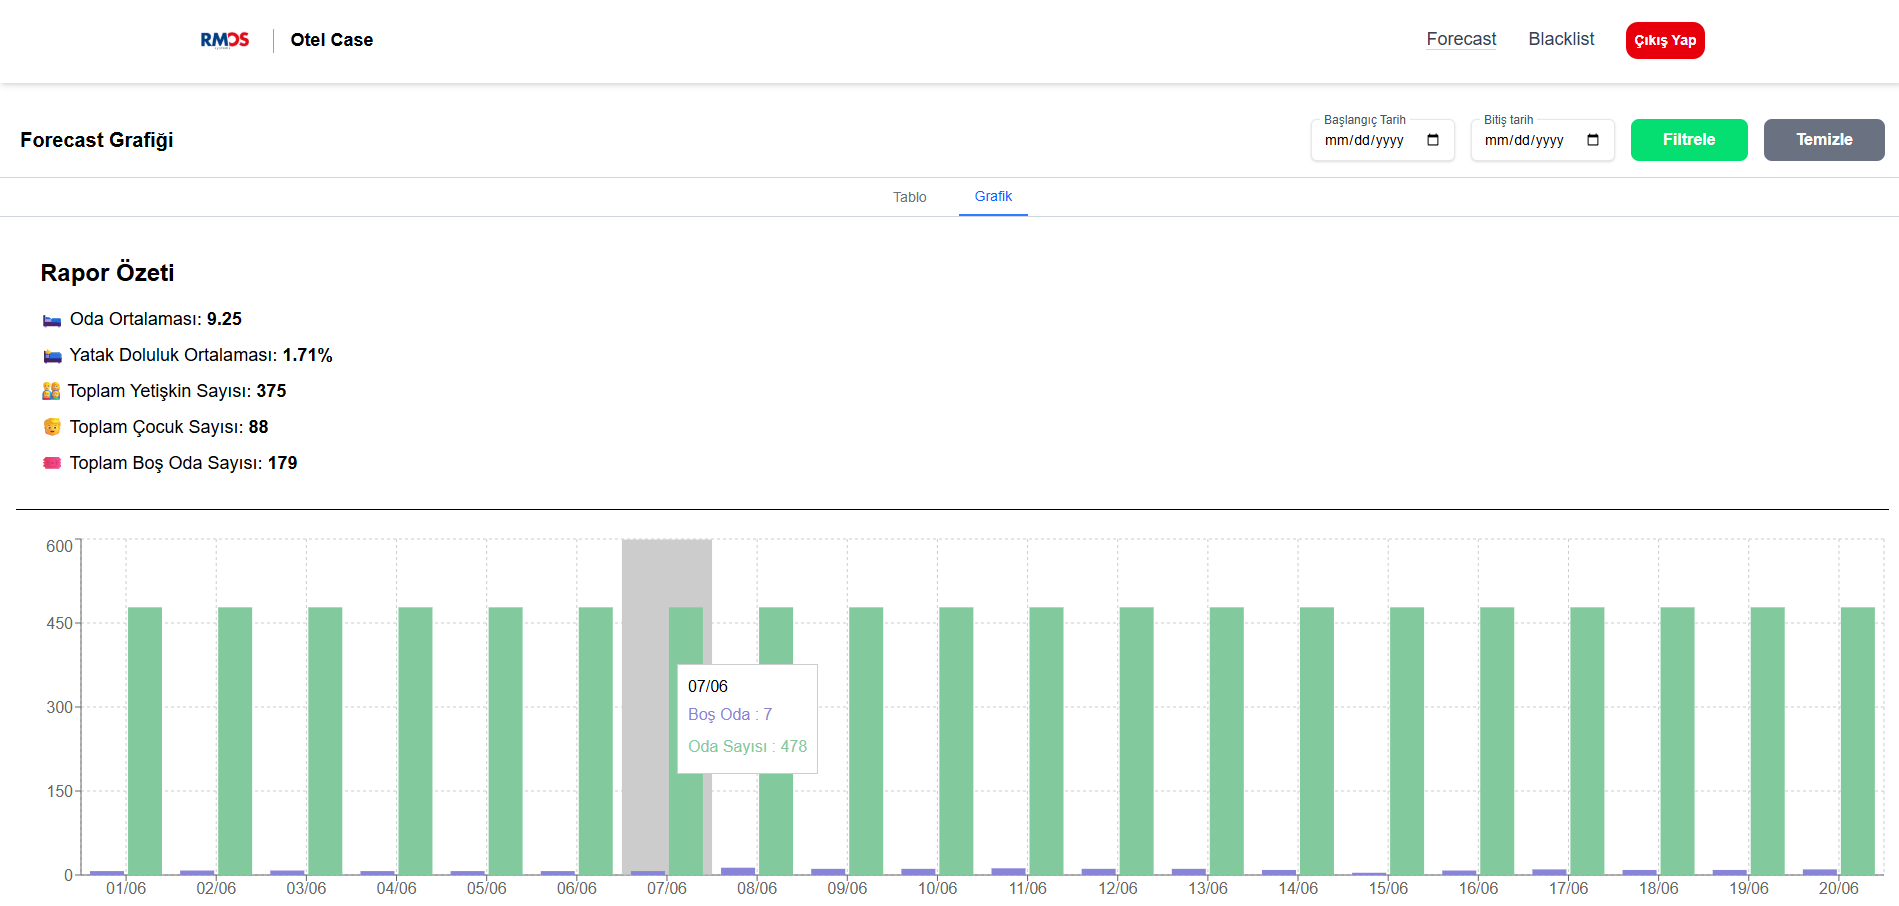 RMOS
Otel Case
Forecast
Blacklist
Çıkış Yap
Forecast Grafiği
Başlangıç Tarih
mm/dd/yyyy
Bitiş tarih
mm/dd/yyyy
Filtrele
Temizle
Tablo
Grafik
Rapor Özeti
Oda Ortalaması: 9.25
Yatak Doluluk Ortalaması: 1.71%
Toplam Yetişkin Sayısı: 375
Toplam Çocuk Sayısı: 88
Toplam Boş Oda Sayısı: 179
600
450
300
150
0
07/06
Boş Oda : 7
Oda Sayısı : 478
01/06 02/06 03/06 04/06 05/06 06/06 07/06 08/06 09/06 10/06 11/06 12/06 13/06 14/06 15/06 16/06 17/06 18/06 19/06 20/06